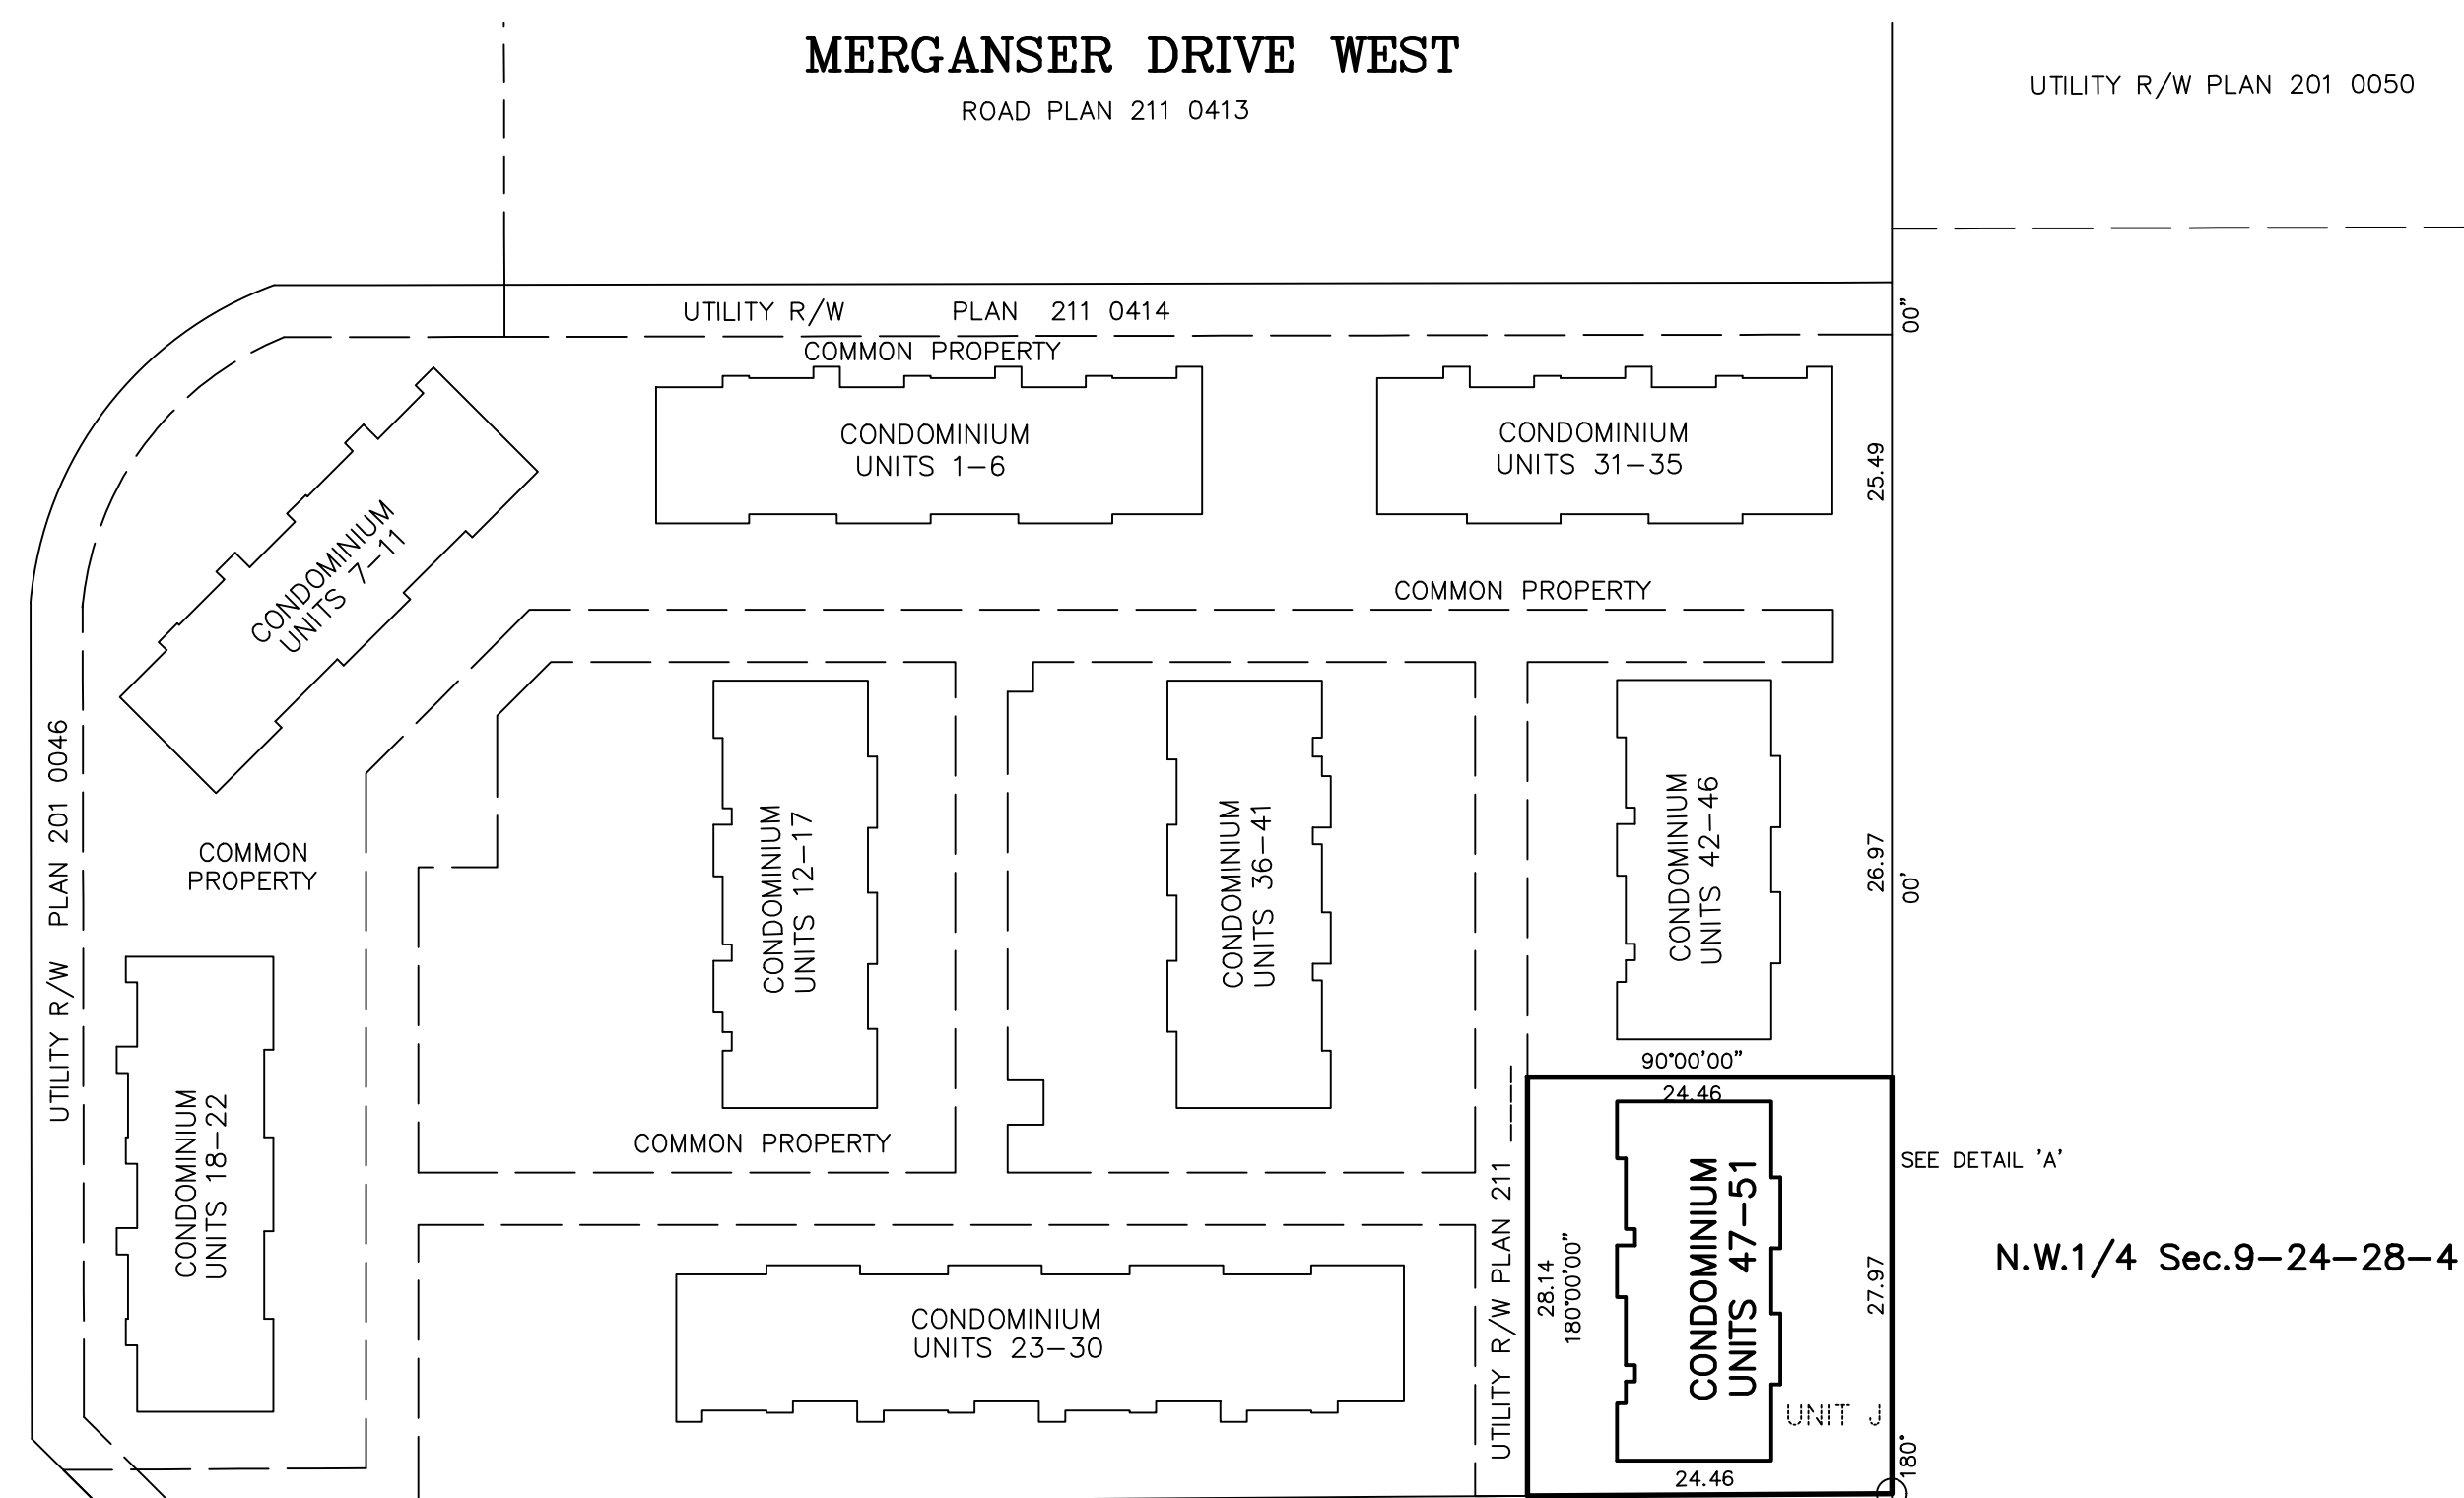 MERGANSER DRIVE WEST
ROAD PLAN 211 0413
UTILITY R/W PLAN 201 0050
UTILITY R/W PLAN 211 0414
COMMON PROPERTY
00"
CONDOMINIUM
UNITS 1-6
CONDOMINIUM
UNITS 31-35
25.49
CONDOMINIUM
UNITS 7-11
COMMON PROPERTY
UTILITY R/W PLAN 201 0046
COMMON
PROPERTY
CONDOMINIUM
UNITS 12-17
CONDOMINIUM
UNITS 36-41
CONDOMINIUM
UNITS 42-46
26.97
00'
90°00'00"
24.46
CONDOMINIUM
UNITS 18-22
COMMON PROPERTY
SEE DETAIL 'A'
UTILITY R/W PLAN 211
28.14
180°00'00"
CONDOMINIUM
UNITS 47-51
27.97
N.W.1/4 Sec.9-24-28-4
CONDOMINIUM
UNITS 23-30
UNIT J
24.46
180°